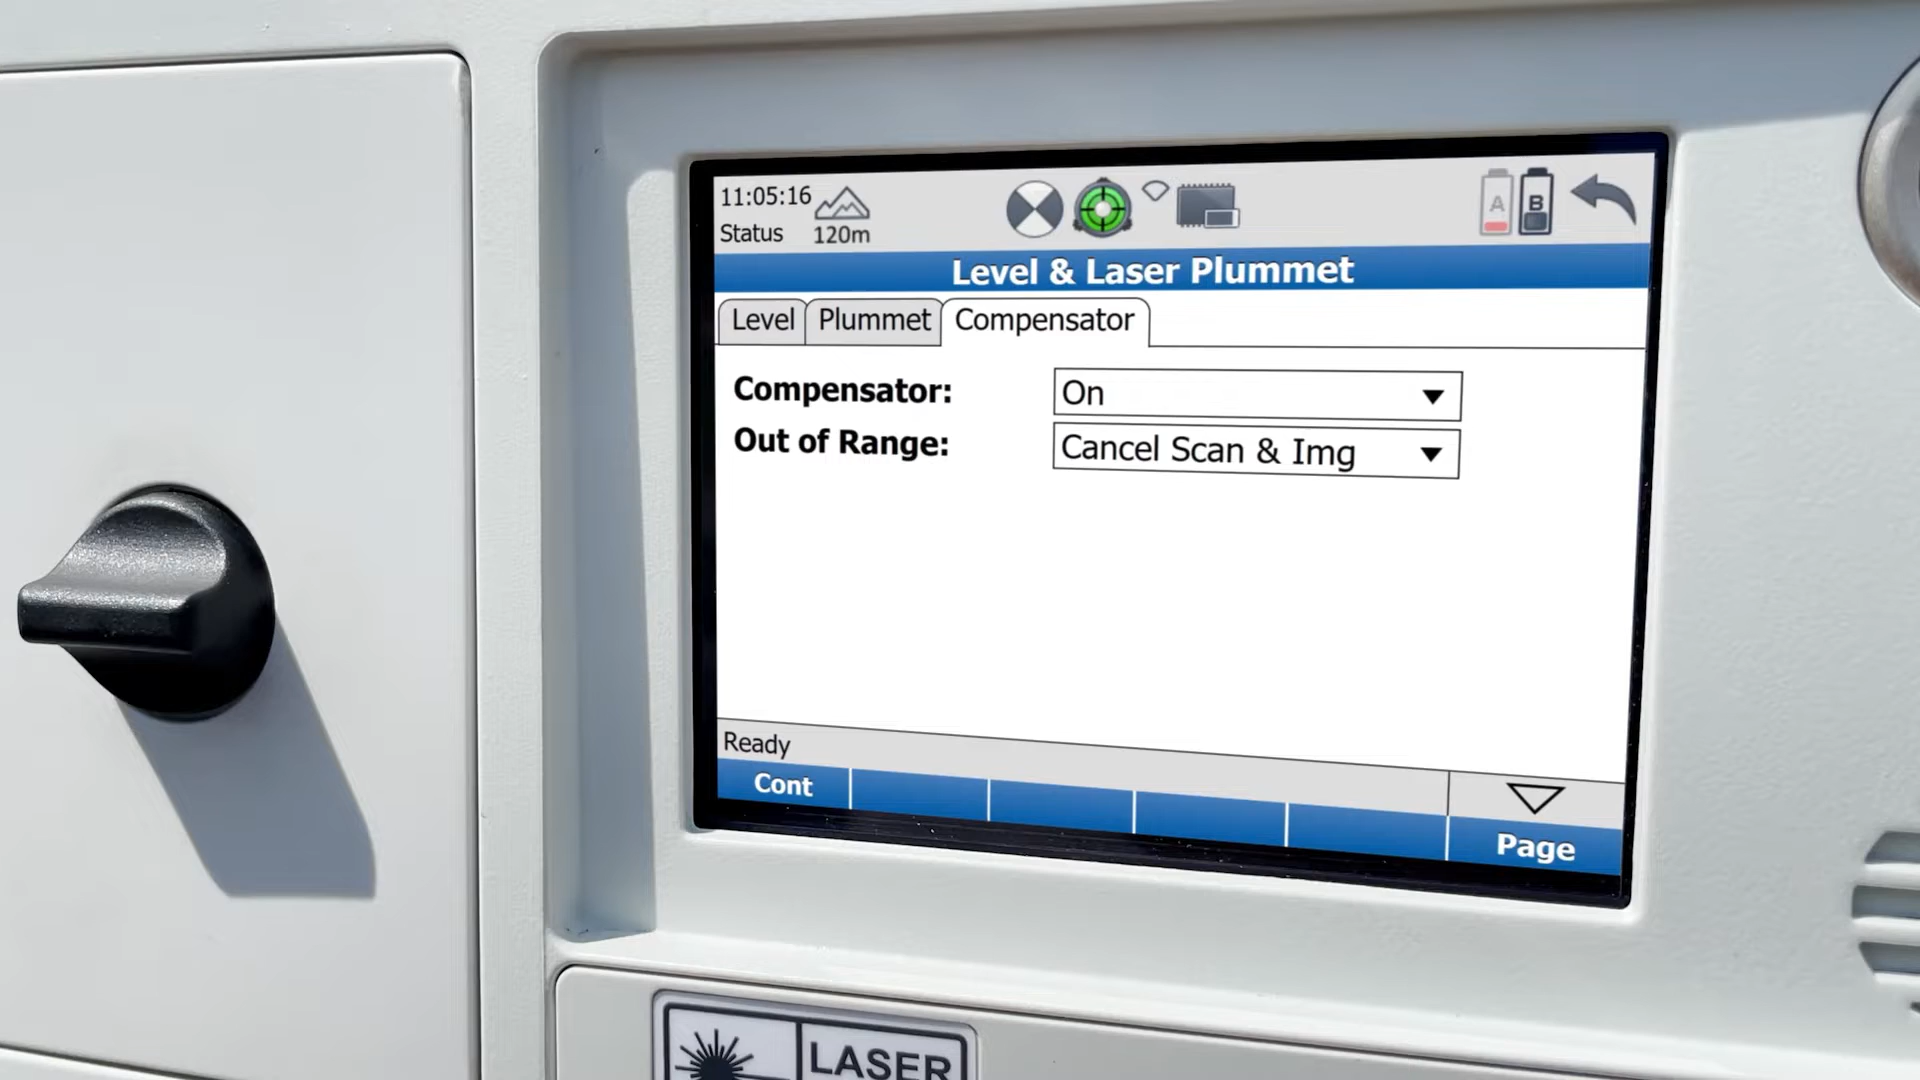 11:05:16
Status 120m
A B
Level & Laser Plummet
Level Plummet Compensator
Compensator: On
Out of Range: Cancel Scan & Img
Ready
Cont Page
LASER